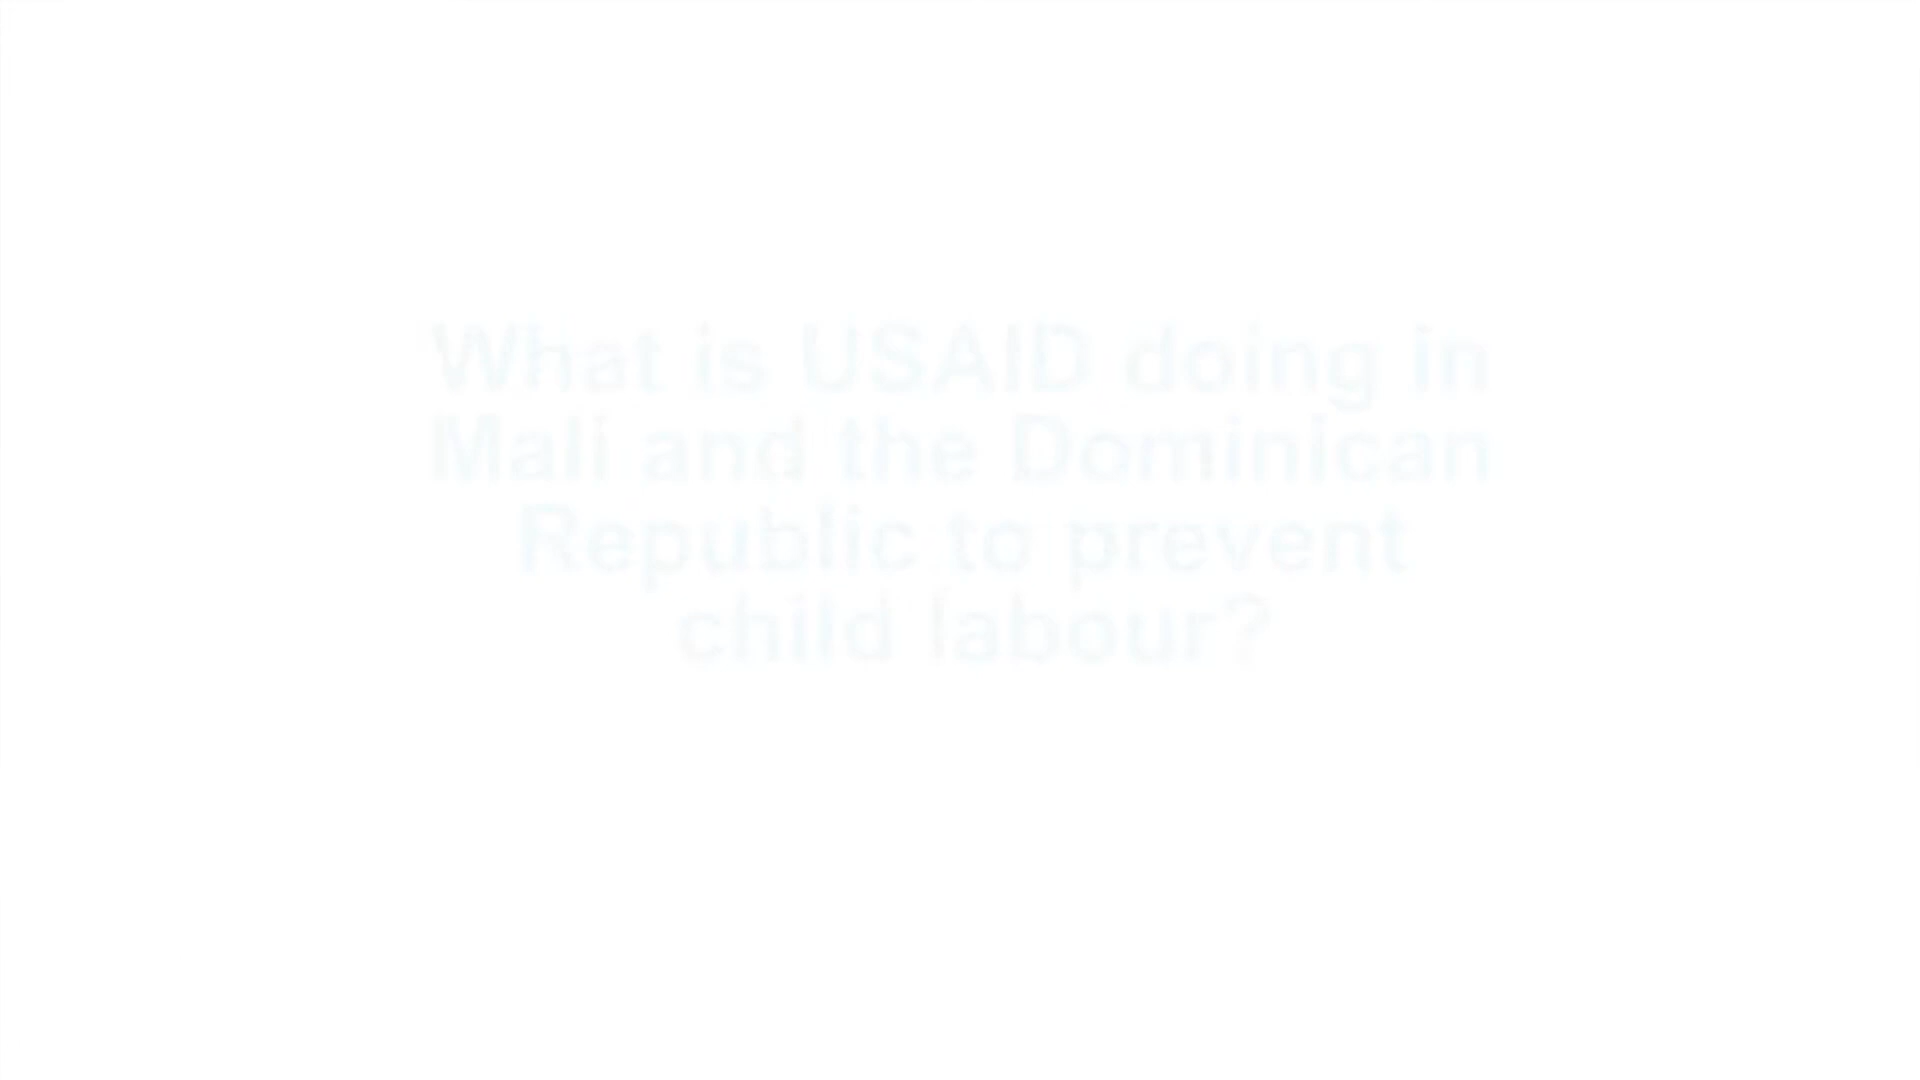 What is USAID doing in
Mali and the Dominican
Republic to prevent
child labour?